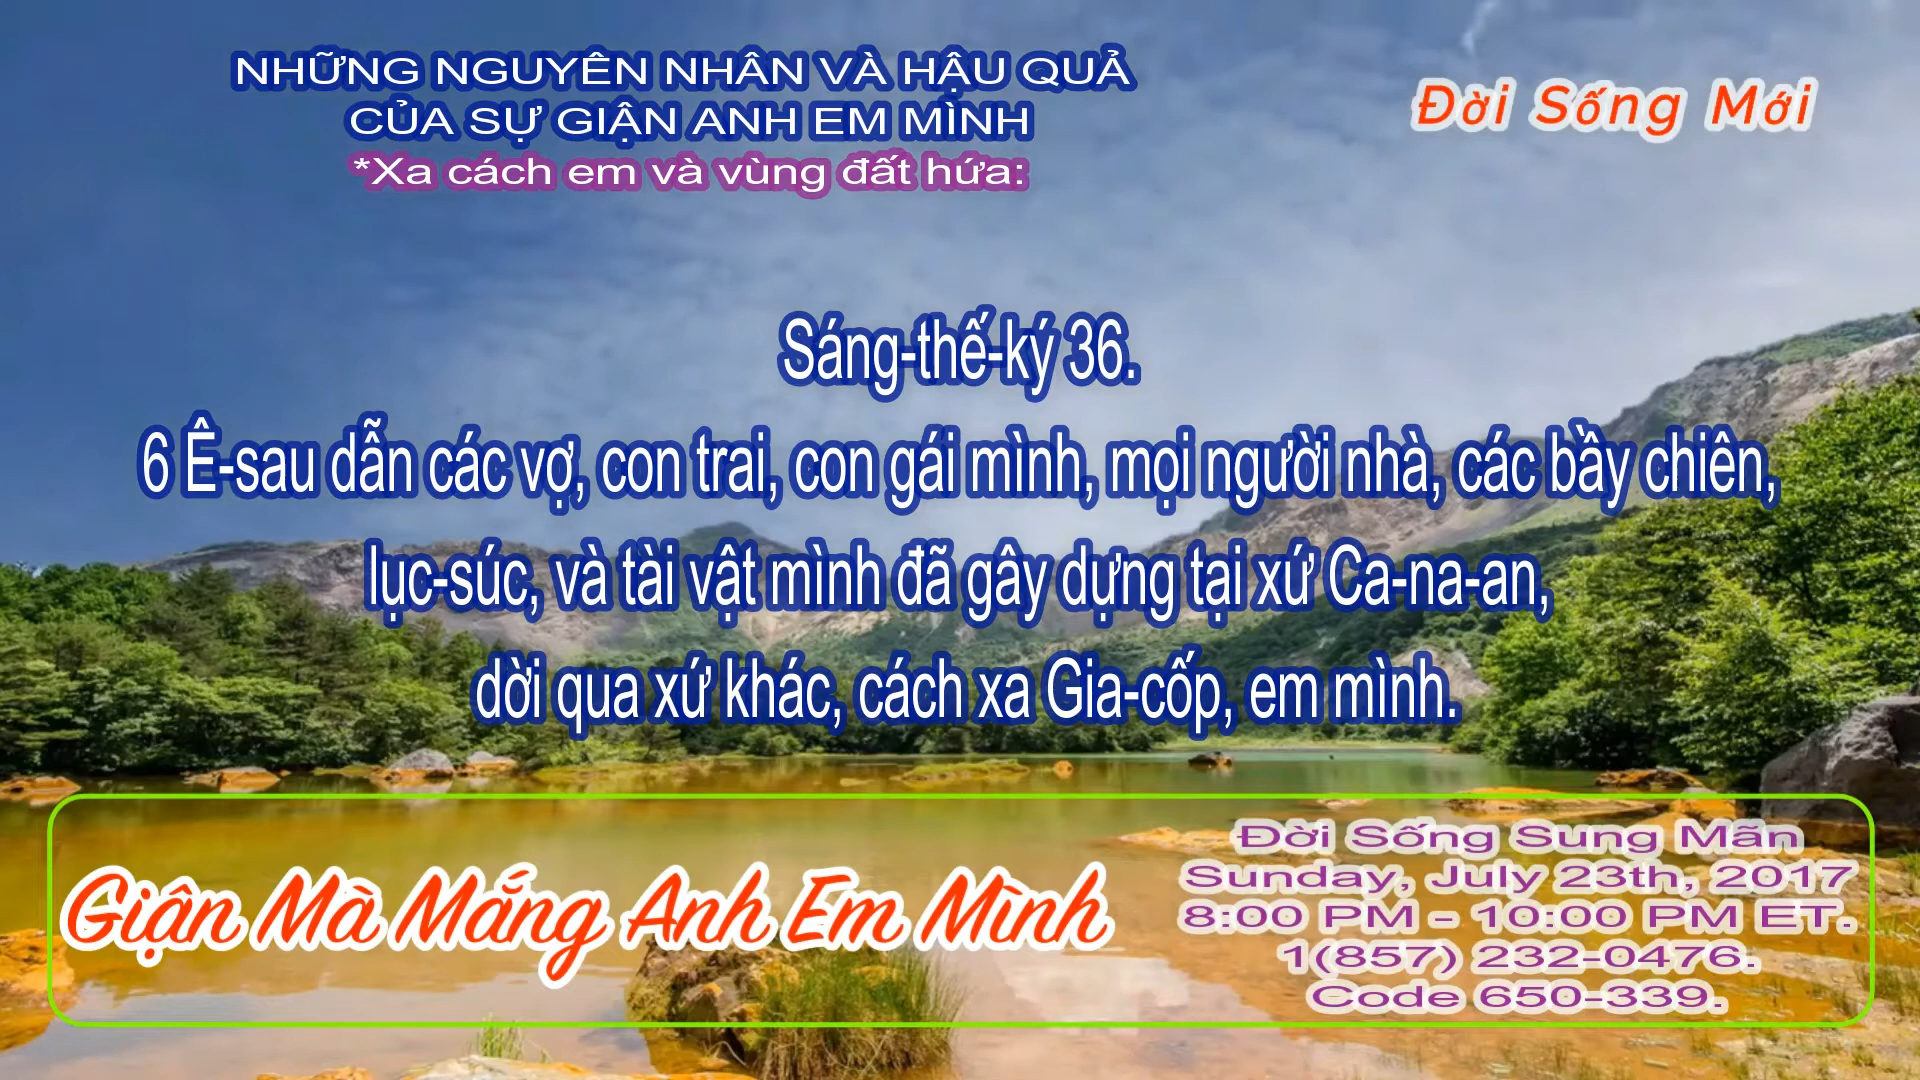 NHỮNG NGUYÊN NHÂN VÀ HẬU QUẢ
CỦA SỰ GIẬN ANH EM MÌNH
*Xa cách em và vùng đất hứa:
Đời Sống Mới
Sáng-thế-ký 36.
6 Ê-sau dẫn các vợ, con trai, con gái mình, mọi người nhà, các bầy chiên,
lục-súc, và tài vật mình đã gây dựng tại xứ Ca-na-an,
dời qua xứ khác, cách xa Gia-cốp, em mình.
Giận Mà Mắng Anh Em Mình
Đời Sống Sung Mãn
Sunday, July 23th, 2017
8:00 PM – 10:00 PM ET.
1(857) 232-0476.
Code 650-339.